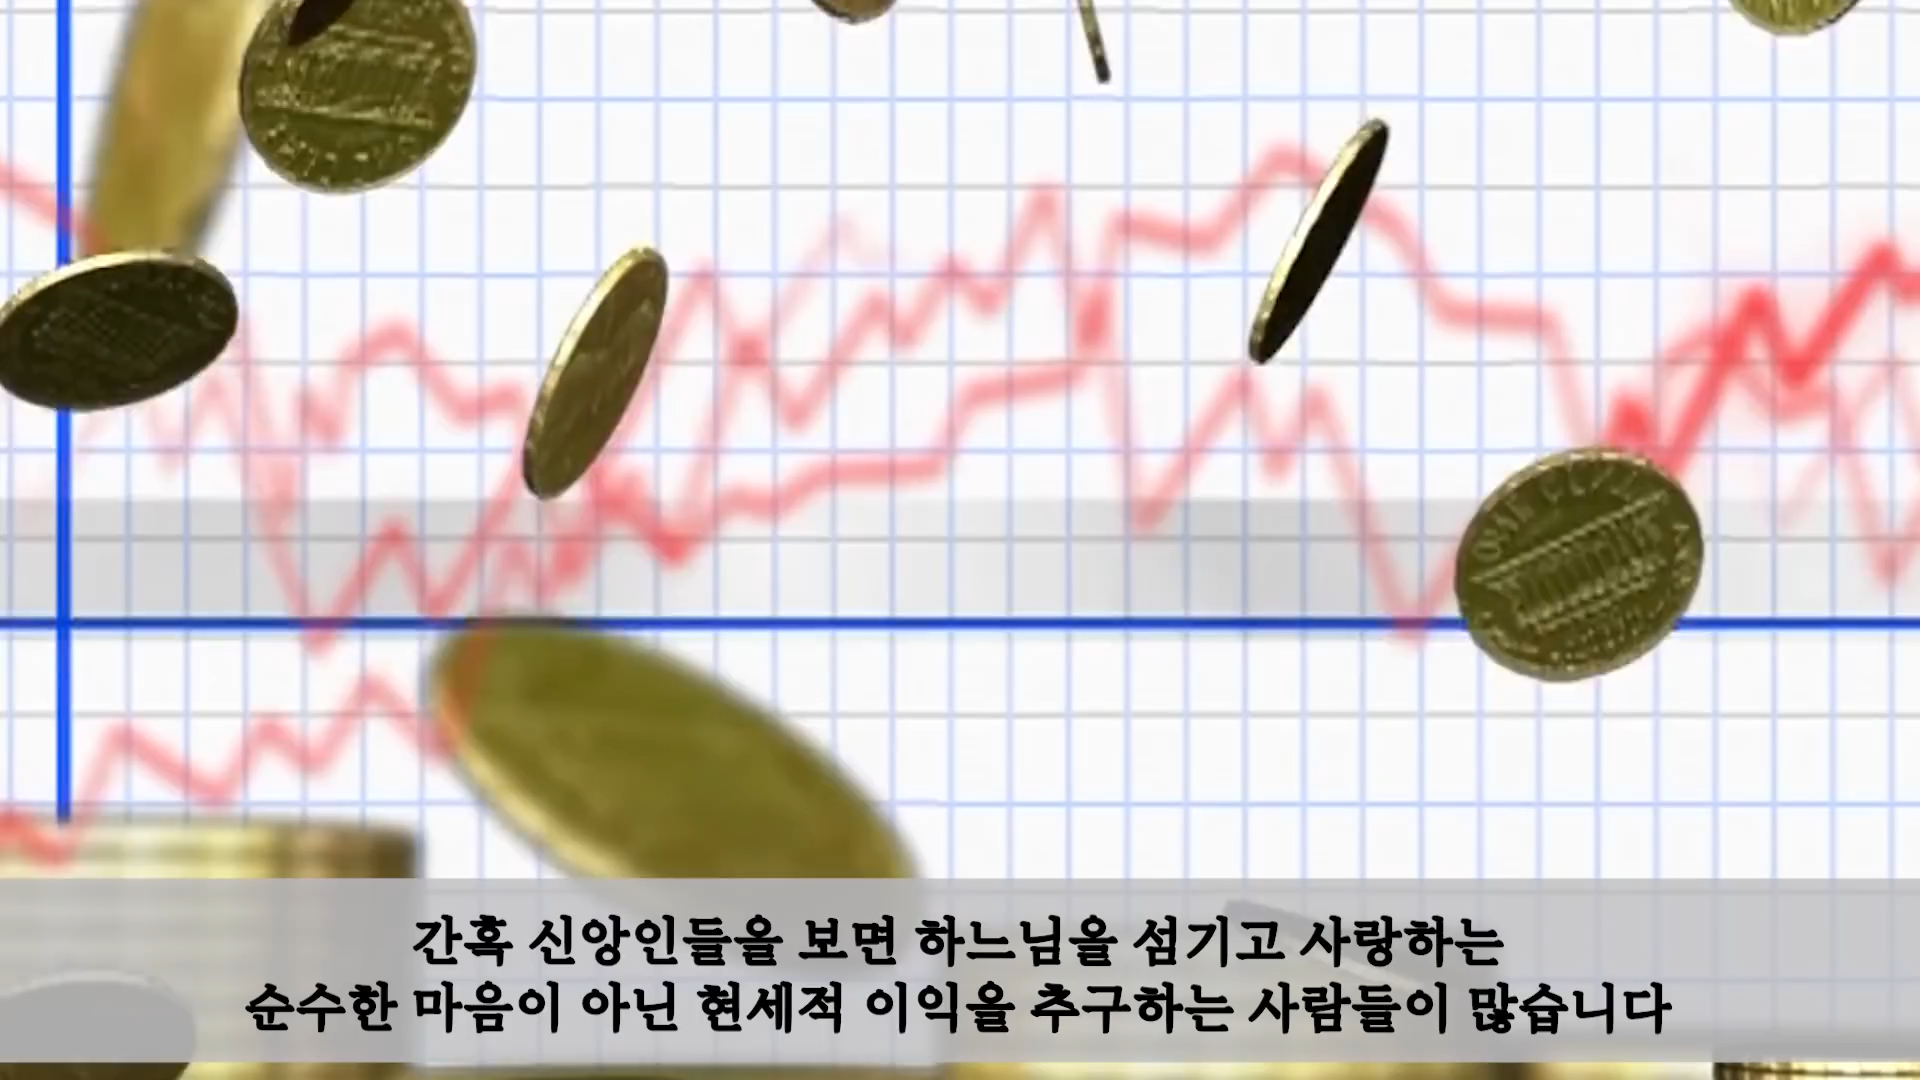 간혹 신앙인들을 보면 하느님을 섬기고 사랑하는
순수한 마음이 아닌 현세적 이익을 추구하는 사람들이 많습니다